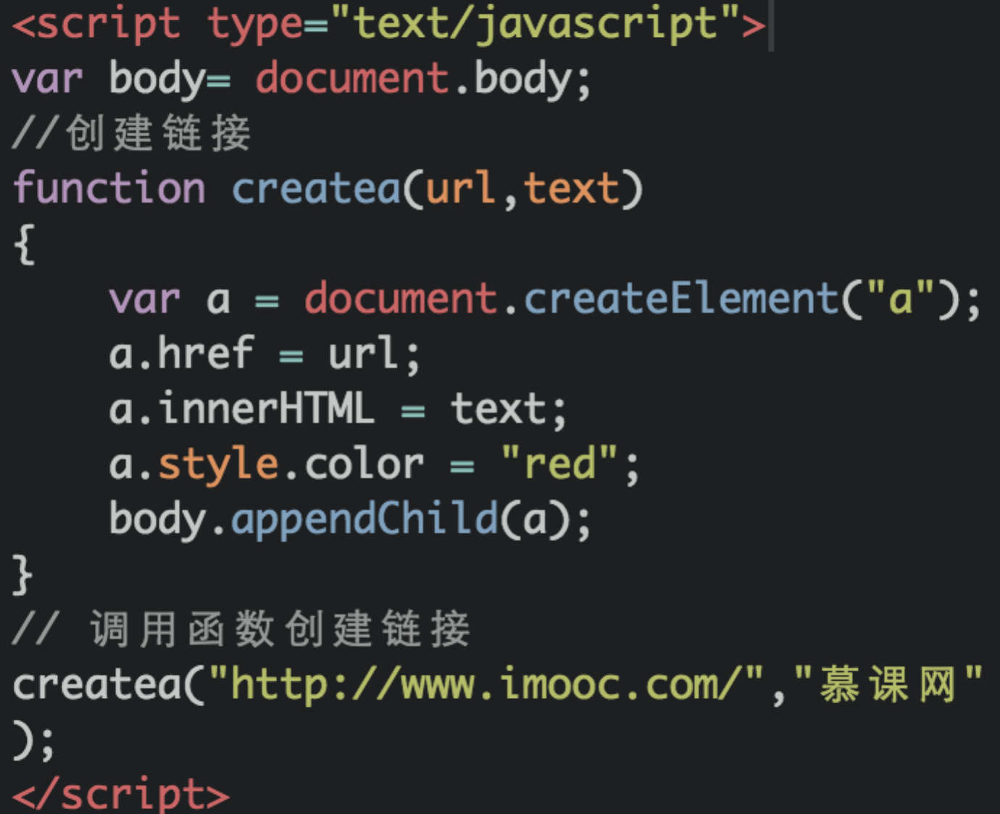 <script type="text/javascript">
var body= document.body;
//创建链接
function createa(url,text)
{
    var a = document.createElement("a");
    a.href = url;
    a.innerHTML = text;
    a.style.color = "red";
    body.appendChild(a);
}
// 调用函数创建链接
createa("http://www.imooc.com/","慕课网"
);
</script>